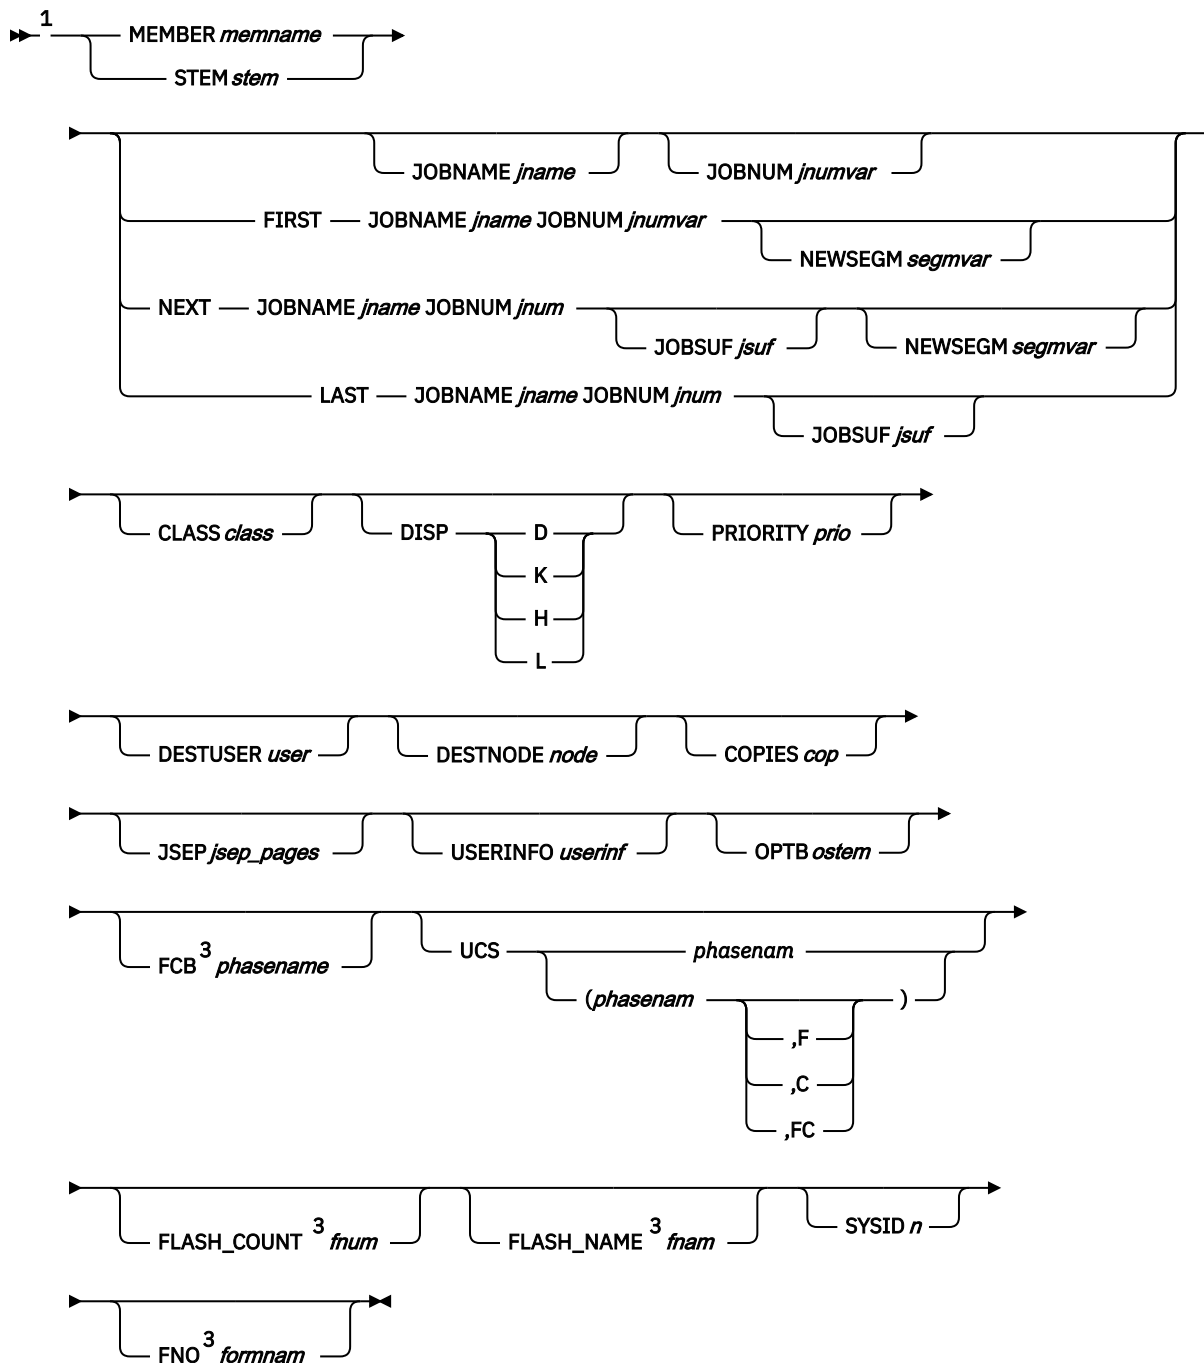 1
MEMBER memname
STEM stem
JOBNAME jname JOBNUM jnumvar
FIRST JOBNAME jname JOBNUM jnumvar
NEWSEGM segmvar
NEXT JOBNAME jname JOBNUM jnum
JOBSUF jsuf NEWSEGM segmvar
LAST JOBNAME jname JOBNUM jnum
JOBSUF jsuf
CLASS class DISP D PRIORITY prio
K
H
L
DESTUSER user DESTNODE node COPIES cop
JSEP jsep_pages USERINFO userinf OPTB ostem
FCB 3 phasename UCS phasenam
(phasenam )
,F
,C
,FC
FLASH_COUNT 3 fnum FLASH_NAME 3 fnam SYSID n
FNO 3 formnam